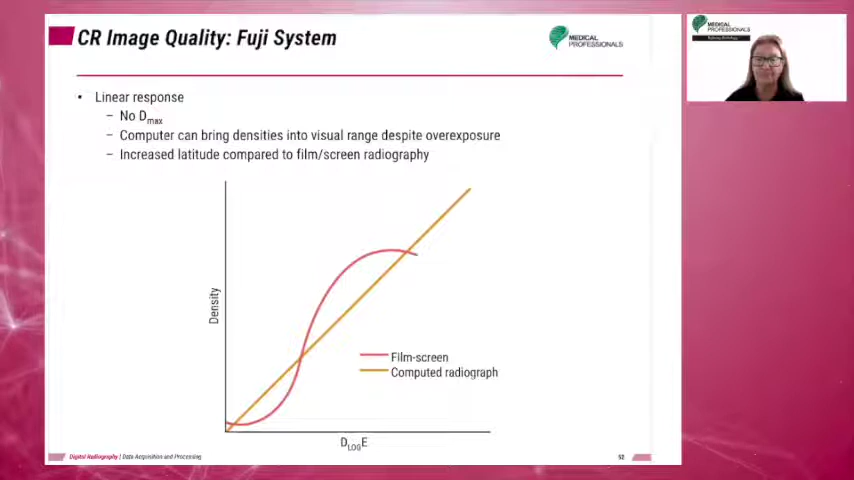 CR Image Quality: Fuji System
MEDICAL
PROFESSIONALS
• Linear response
– No Dmax
– Computer can bring densities into visual range despite overexposure
– Increased latitude compared to film/screen radiography
Density
Film-screen
Computed radiograph
DLOGE
Digital Radiography | Data Acquisition and Processing
52
MEDICAL
PROFESSIONALS